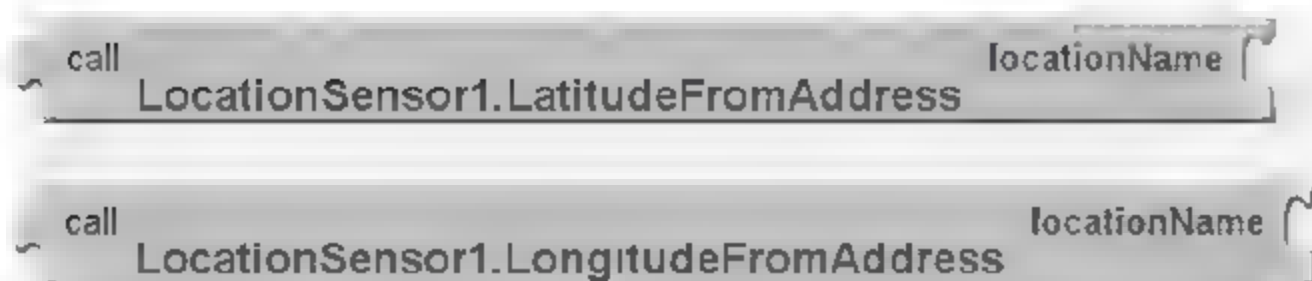 call locationName
LocationSensor1.LatitudeFromAddress
call locationName
LocationSensor1.LongitudeFromAddress